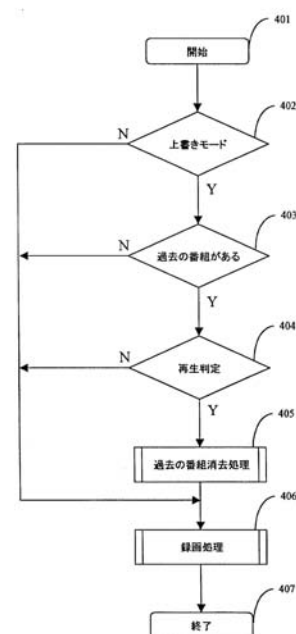 401
開始
402
上書きモード
N
Y
403
過去の番組がある
N
Y
404
再生判定
N
Y
405
過去の番組消去処理
406
録画処理
407
終了